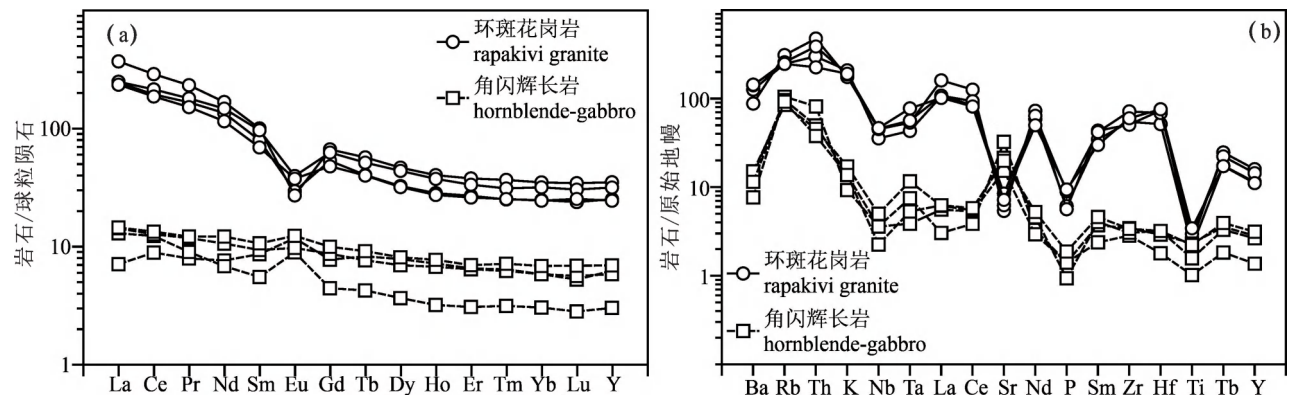 (a)
环斑花岗岩
rapakivi granite
角闪辉长岩
hornblende-gabbro
岩石/球粒陨石
100
10
1
La Ce Pr Nd Sm Eu Gd Tb Dy Ho Er Tm Yb Lu Y
(b)
岩石/原始地幔
1000
100
10
1
环斑花岗岩
rapakivi granite
角闪辉长岩
hornblende-gabbro
Ba Rb Th K Nb Ta La Ce Sr Nd P Sm Zr Hf Ti Tb Y